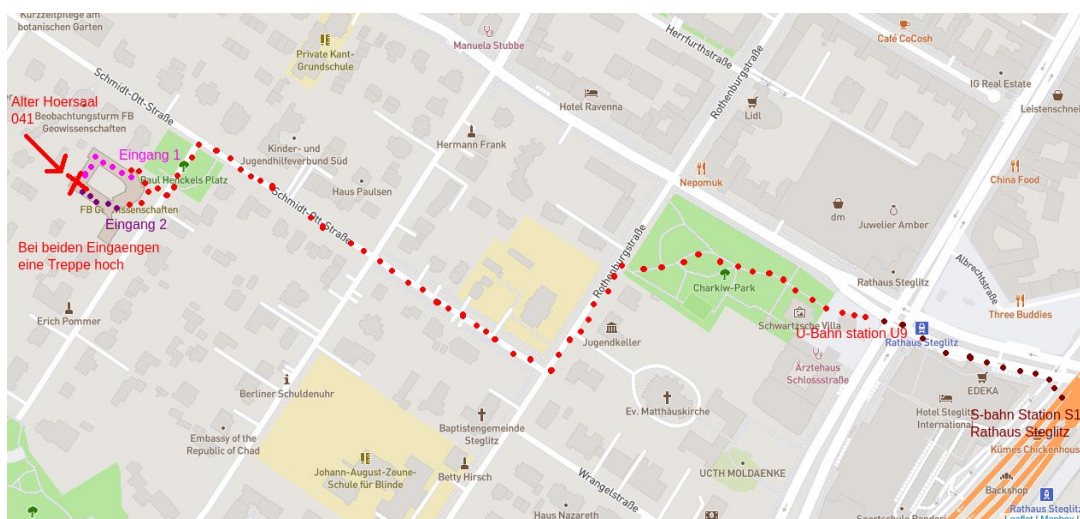 Kurzzeitpflege am
botanischen Garten
Schmidt-Ott-Straße
Private Kant-
Grundschule
Manuela Stubbe
Herrfurthstraße
Café CoCosh
IG Real Estate
Leistenschnei
Hotel Ravenna
Rothenburgstraße
Lidl
Alter Hoersaal
041
Beobachtungsturm FB
Geowissenschaften
Eingang 1
Paul Henckels Platz
Kinder- und
Jugendhilfeverbund Süd
Hermann Frank
Haus Paulsen
Nepomuk
China Food
dm
Juwelier Amber
FB Geowissenschaften
Eingang 2
Schmidt-Ott-Straße
Bei beiden Eingaengen
eine Treppe hoch
Rothenburgstraße
Charkiw-Park
Rathaus Steglitz
Albrechtstraße
Three Buddies
Erich Pommer
Jugendkeller
Schwartzsche Villa
U-Bahn station U9
Rathaus Steglitz
Ärztehaus
Schlossstraße
EDEKA
Berliner Schuldenuhr
Hotel Steglitz
International
S-bahn Station S1
Rathaus Steglitz
Ev. Matthäuskirche
Baptistengemeinde
Steglitz
Embassy of the
Republic of Chad
Kümes Chickenhouse
Johann-August-Zeune-
Schule für Blinde
Betty Hirsch
Wrangelstraße
UCTH MOLDAENKE
Backshop
Haus Nazareth
Rathaus Steglitz